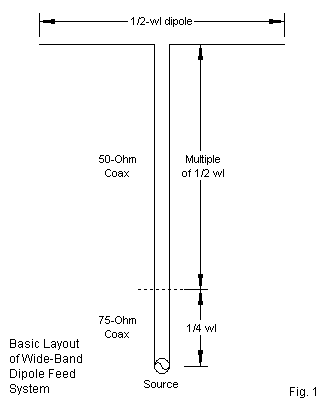 1/2-wl dipole
50-Ohm
Coax
Multiple
of 1/2 wl
75-Ohm
Coax
1/4 wl
Basic Layout
of Wide-Band
Dipole Feed
System
Source
Fig. 1